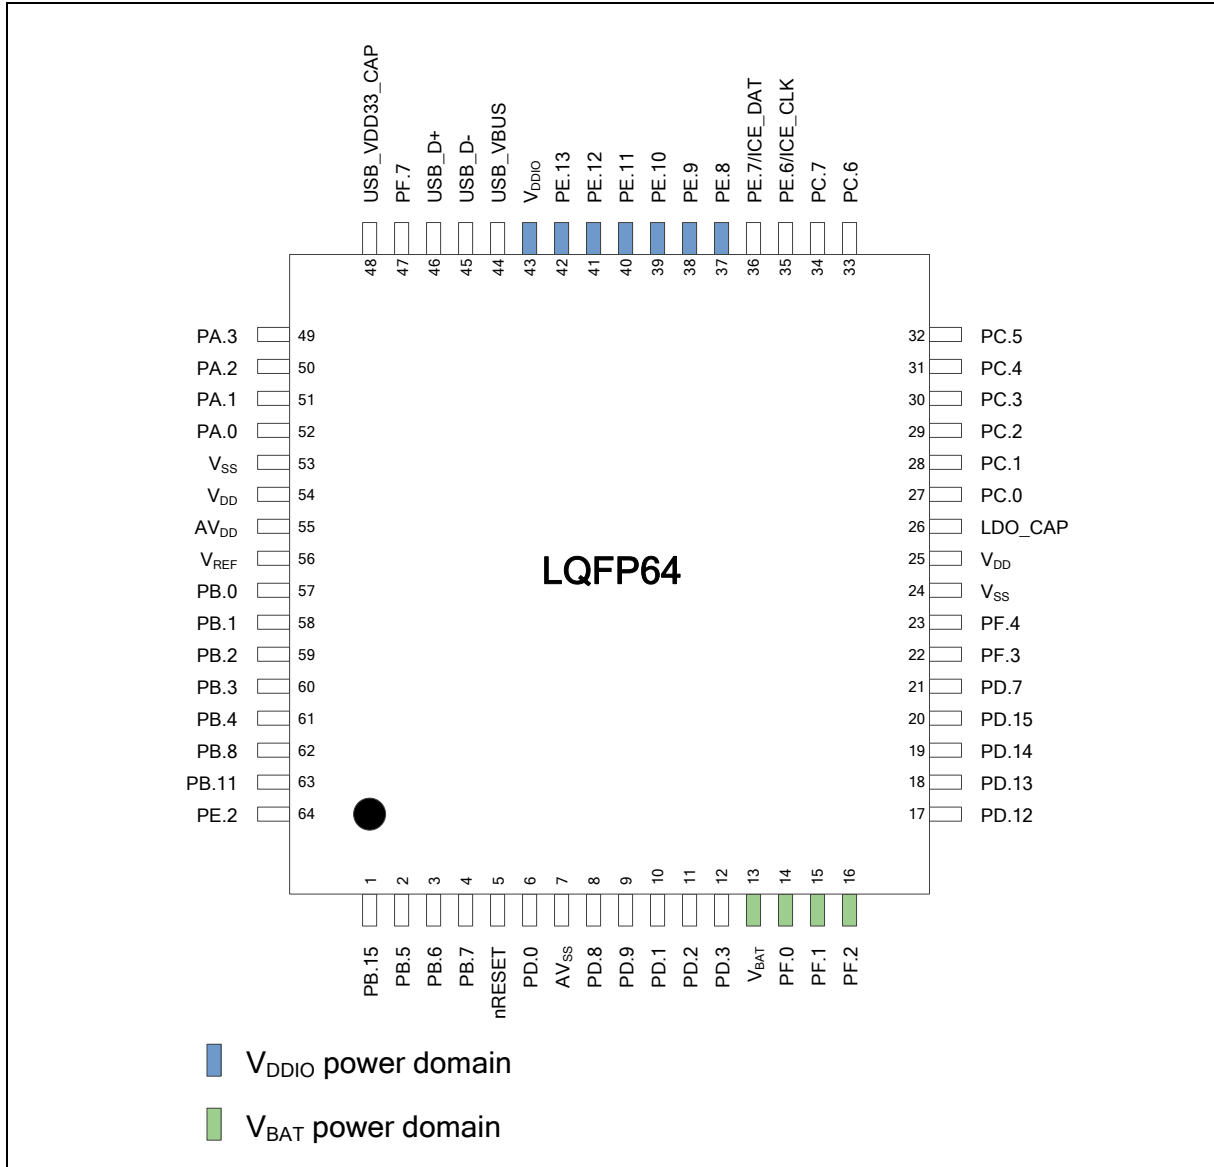 USB_VDD33_CAP
PF.7
USB_D+
USB_D-
USB_VBUS
VDDIO
PE.13
PE.12
PE.11
PE.10
PE.9
PE.8
PE.7/ICE_DAT
PE.6/ICE_CLK
PC.7
PC.6
48 47 46 45 44 43 42 41 40 39 38 37 36 35 34 33
PA.3 49 32 PC.5
PA.2 50 31 PC.4
PA.1 51 30 PC.3
PA.0 52 29 PC.2
VSS 53 28 PC.1
VDD 54 27 PC.0
AVDD 55 26 LDO_CAP
VREF 56 25 VDD
LQFP64
PB.0 57 24 VSS
PB.1 58 23 PF.4
PB.2 59 22 PF.3
PB.3 60 21 PD.7
PB.4 61 20 PD.15
PB.8 62 19 PD.14
PB.11 63 18 PD.13
PE.2 64 17 PD.12
1 2 3 4 5 6 7 8 9 10 11 12 13 14 15 16
PB.15
PB.5
PB.6
PB.7
nRESET
PD.0
AVSS
PD.8
PD.9
PD.1
PD.2
PD.3
VBAT
PF.0
PF.1
PF.2
VDDIO power domain
VBAT power domain